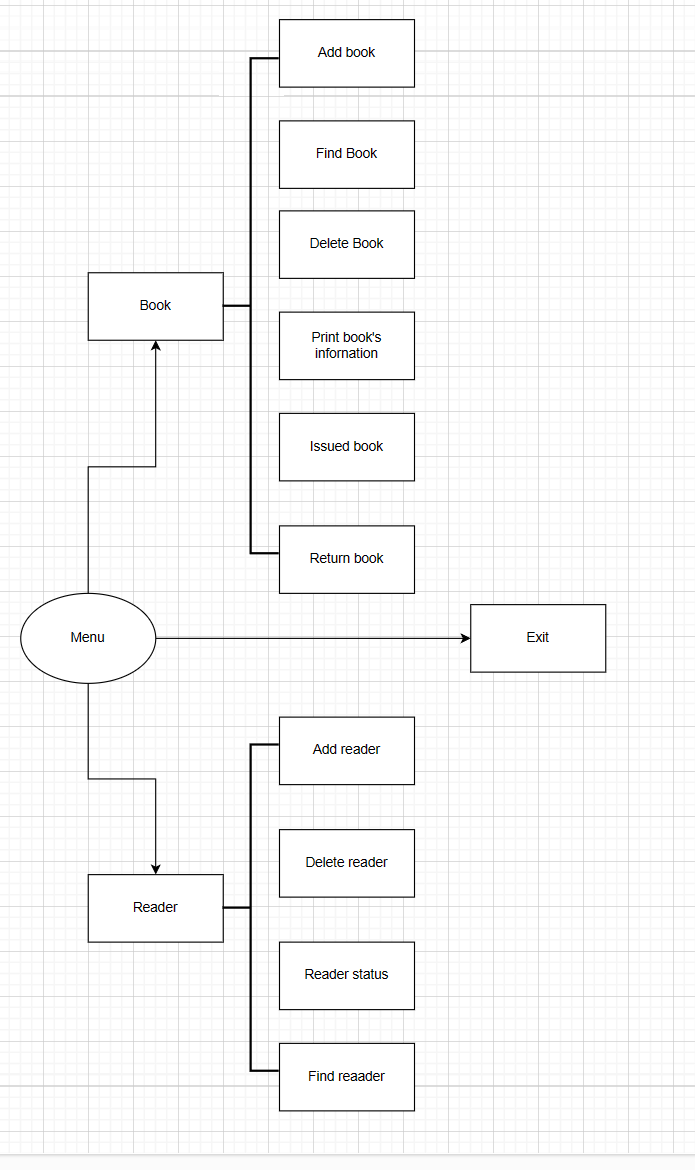 Add book
Find Book
Delete Book
Book
Print book's
infornation
Issued book
Return book
Menu
Exit
Add reader
Delete reader
Reader
Reader status
Find reaader